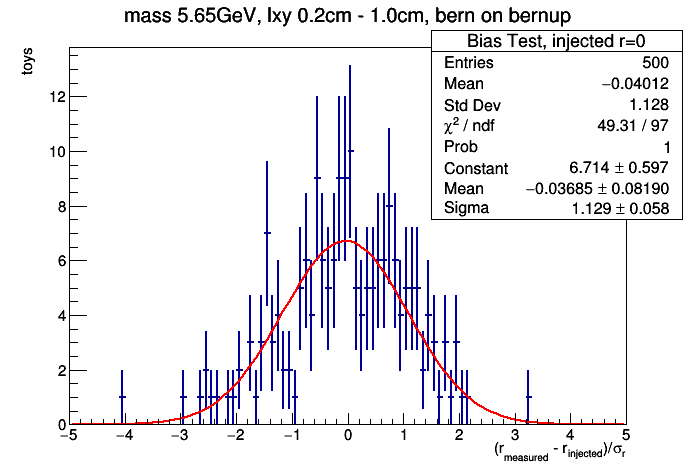 mass 5.65GeV, lxy 0.2cm - 1.0cm, bern on bernup
Bias Test, injected r=0
Entries 500
Mean −0.04012
Std Dev 1.128
χ² / ndf 49.31 / 97
Prob 1
Constant 6.714 ± 0.597
Mean −0.03685 ± 0.08190
Sigma 1.129 ± 0.058
toys
12
10
8
6
4
2
0
−5 −4 −3 −2 −1 0 1 2 3 4 5
(r_measured - r_injected)/σ_r